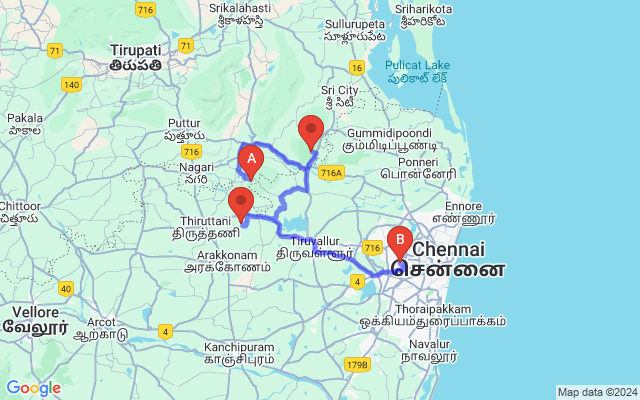 Srikalahasti
శ్రీకాళహస్తి
Sriharikota
శ్రీహరికోట
716
Sullurupeta
సూళ్లూరుపేట
Tirupati
திருப்பதி
71
71
Pulicat Lake
పులికాట్ లేక్
16
140
Sri City
శ్రీ సిటీ
Pakala
పాకాల
Puttur
పుత్తూరు
Gummidipoondi
கும்மிடிப்பூண்டி
716
A
Ponneri
பொன்னேரி
Nagari
నగరి
716A
Chittoor
చిత్తూరు
Ennore
எண்ணூர்
Thiruttani
திருத்தணி
Tiruvallur
திருவள்ளூர்
716
B
Chennai
சென்னை
Arakkonam
அரக்கோணம்
4
40
Vellore
வேலூர்
Arcot
ஆற்காடு
4
Thoraipakkam
ஒக்கியம்துரைப்பாக்கம்
Kanchipuram
காஞ்சிபுரம்
Navalur
நாவலூர்
179B
Google
Map data ©2024